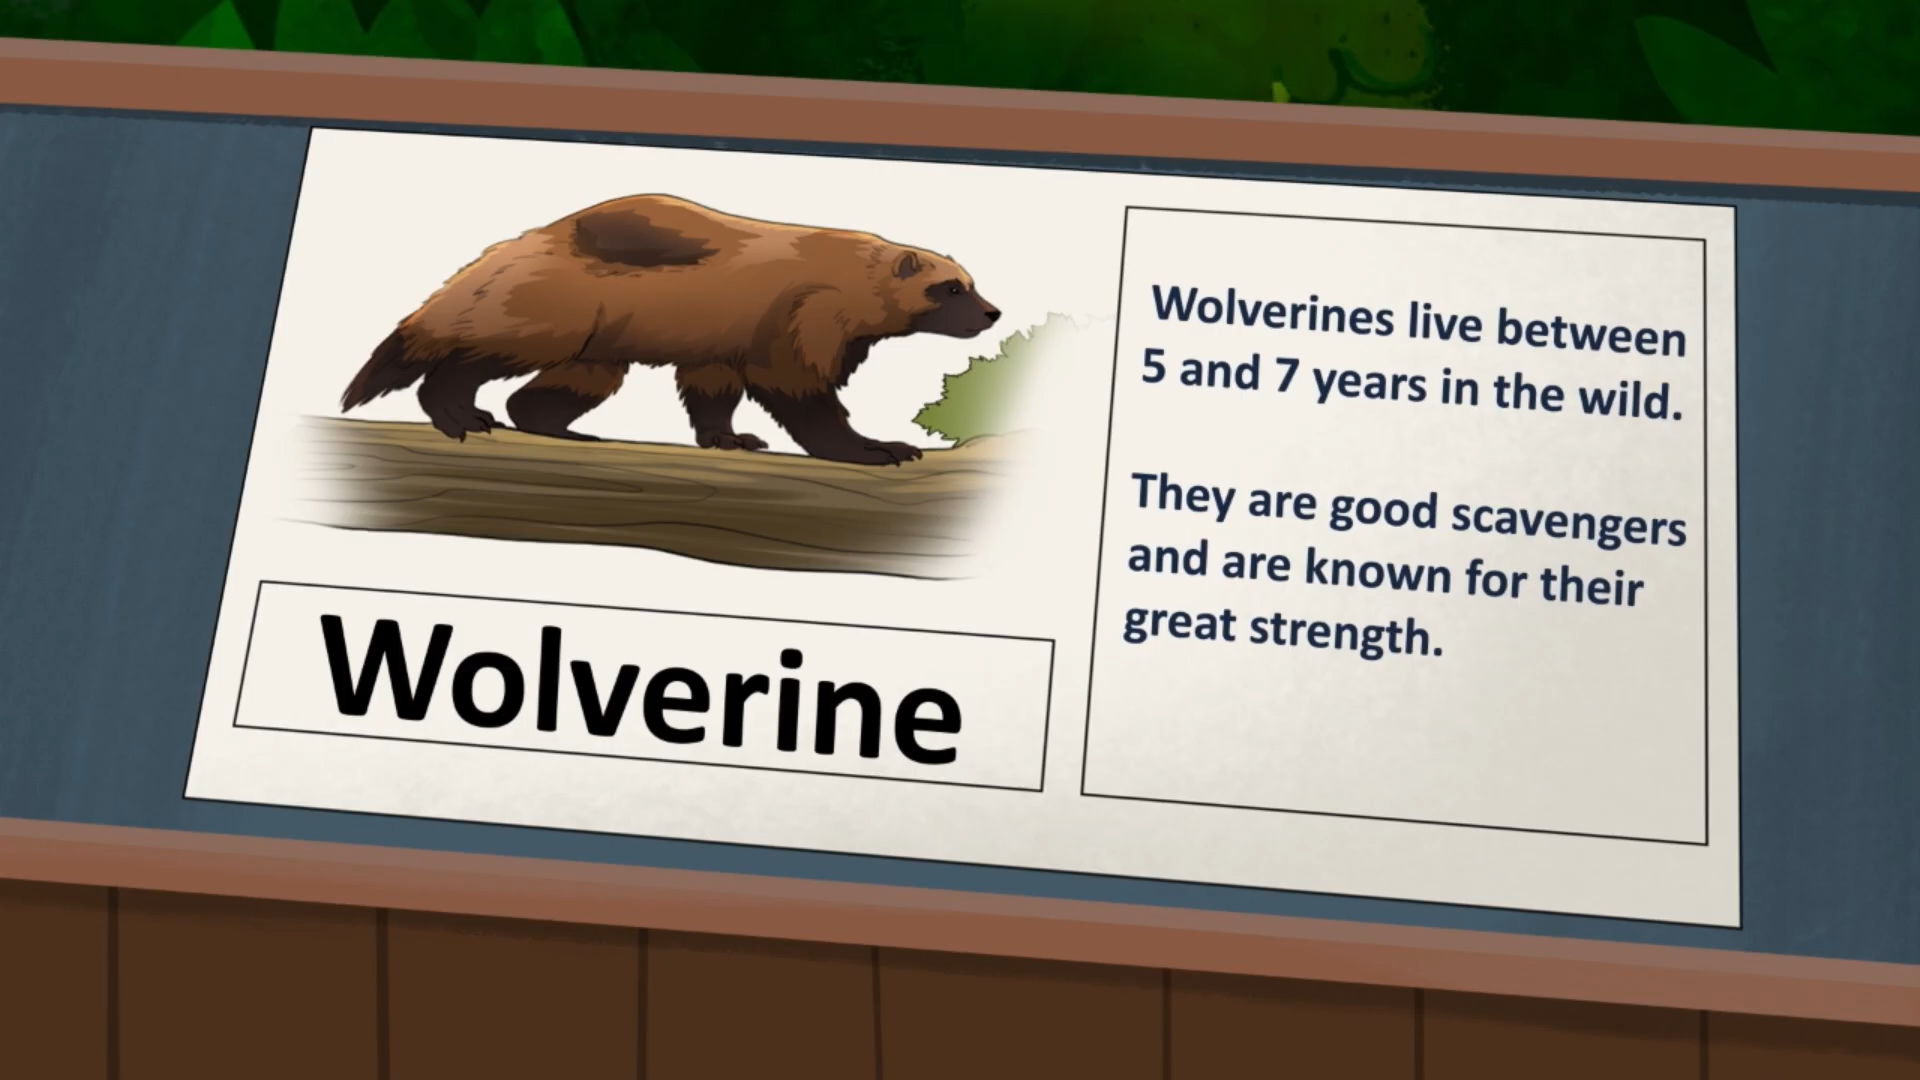 Wolverine
Wolverines live between
5 and 7 years in the wild.
They are good scavengers
and are known for their
great strength.